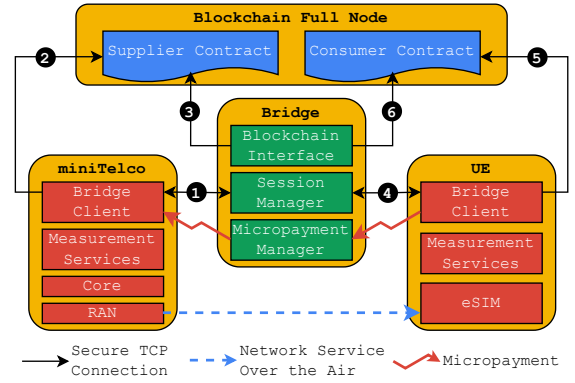 Blockchain Full Node
Supplier Contract
Consumer Contract
2
5
3
6
Bridge
Blockchain
Interface
miniTelco
UE
Bridge
Client
1
Session
Manager
4
Bridge
Client
Micropayment
Manager
Measurement
Services
Measurement
Services
Core
RAN
eSIM
Secure TCP
Connection
Network Service
Over the Air
Micropayment